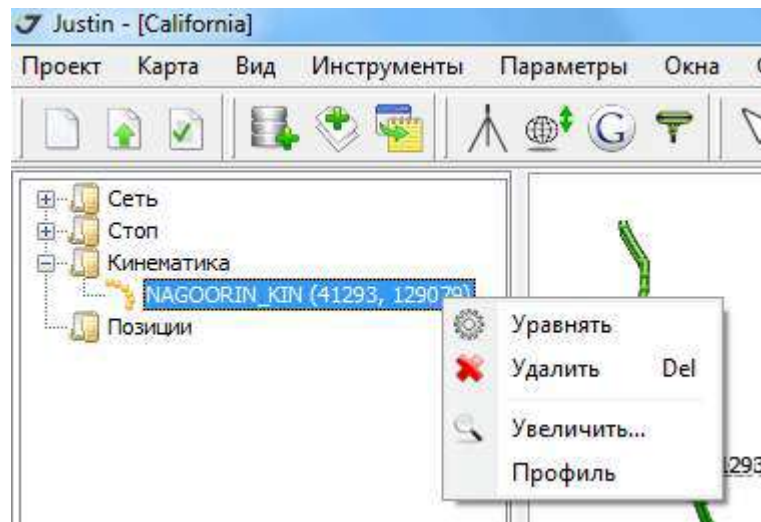 Justin - [California]
Проект Карта Вид Инструменты Параметры Окна
G
Сеть
Стоп
Кинематика
NAGOORIN_KIN (41293, 129079)
Позиции
Уравнять
Удалить Del
Увеличить...
Профиль
1293